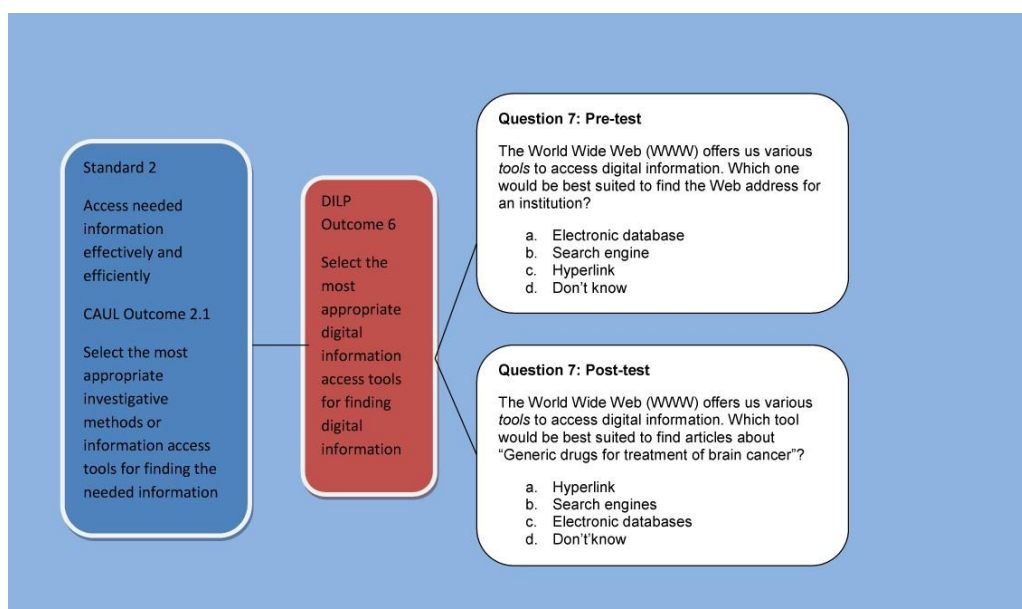 Standard 2
Access needed
information
effectively and
efficiently
CAUL Outcome 2.1
Select the most
appropriate
investigative
methods or
information access
tools for finding the
needed information
DILP
Outcome 6
Select the
most
appropriate
digital
information
access tools
for finding
digital
information
Question 7: Pre-test
The World Wide Web (WWW) offers us various
tools to access digital information. Which one
would be best suited to find the Web address for
an institution?
a. Electronic database
b. Search engine
c. Hyperlink
d. Don't know
Question 7: Post-test
The World Wide Web (WWW) offers us various
tools to access digital information. Which tool
would be best suited to find articles about
“Generic drugs for treatment of brain cancer”?
a. Hyperlink
b. Search engines
c. Electronic databases
d. Don't'know